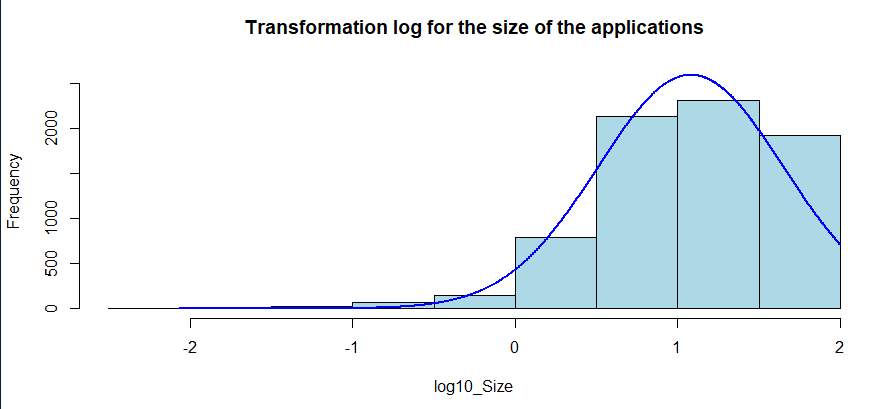 Transformation log for the size of the applications
Frequency
2000
1000
500
0
-2 -1 0 1 2
log10_Size